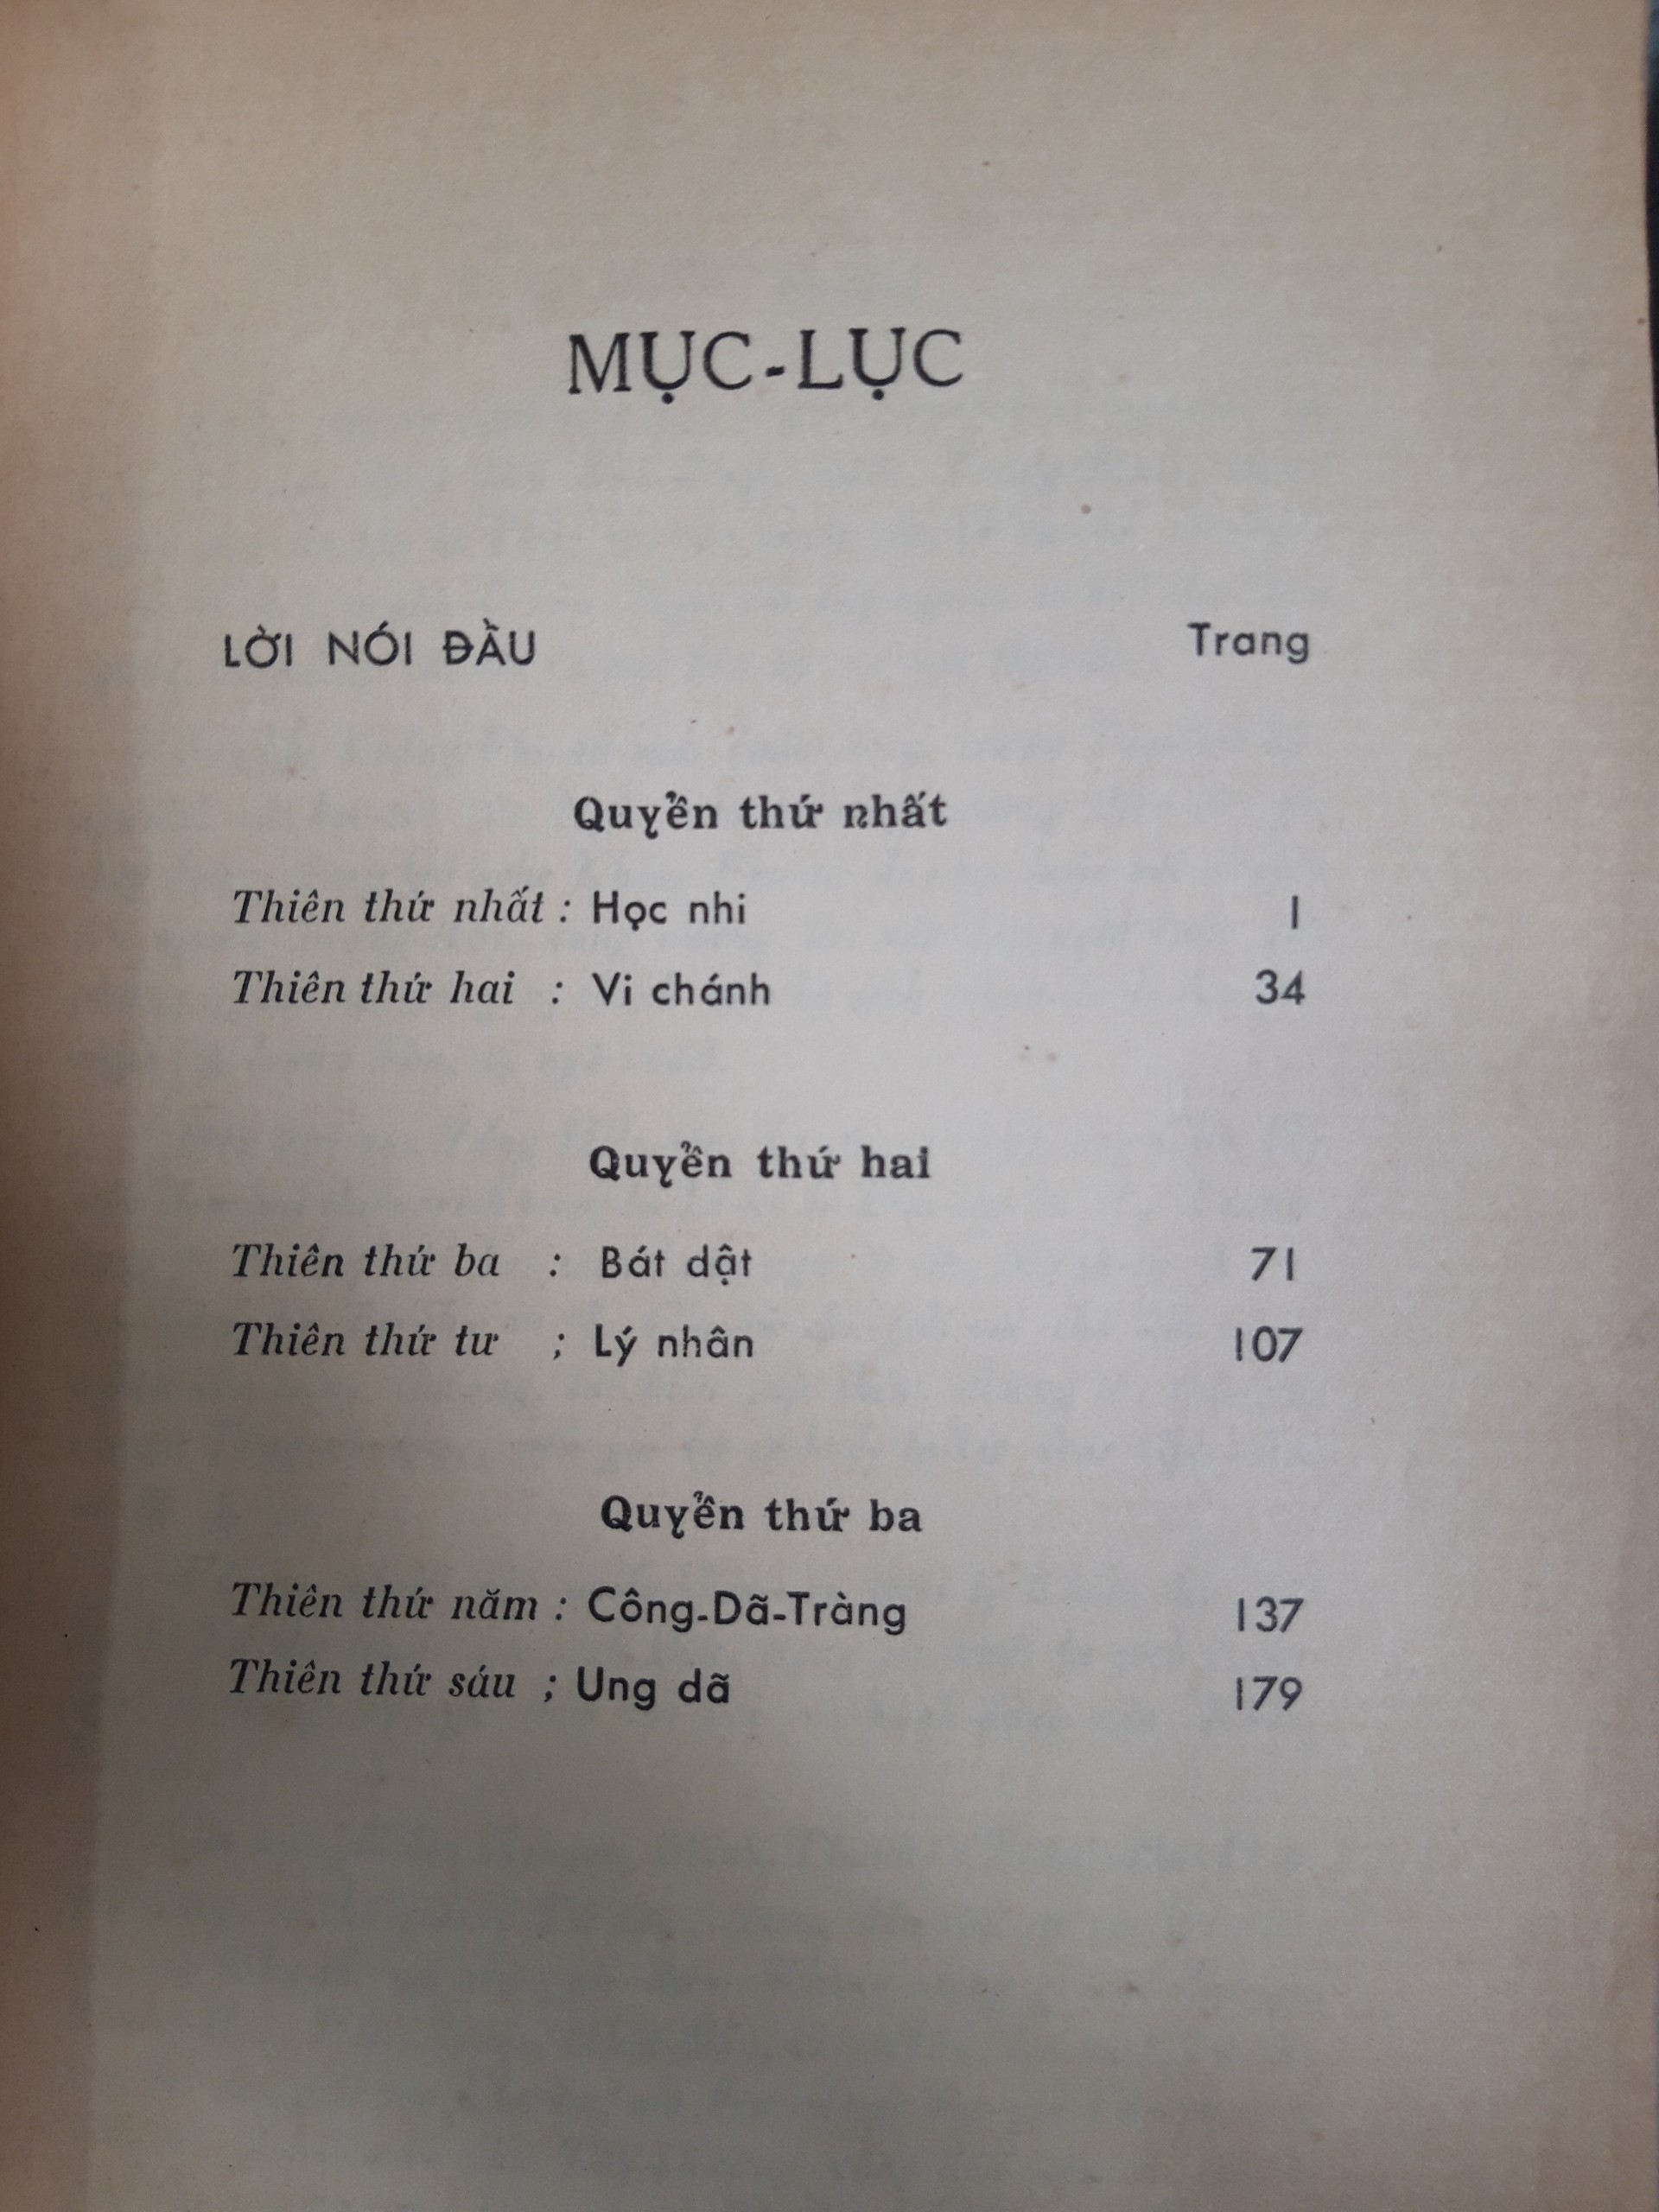 MỤC-LỤC
LỜI NÓI ĐẦU Trang
Quyển thứ nhất
Thiên thứ nhất : Học nhi 1
Thiên thứ hai : Vi chánh 34
Quyển thứ hai
Thiên thứ ba : Bát dật 71
Thiên thứ tư ; Lý nhân 107
Quyển thứ ba
Thiên thứ năm : Công-Dã-Tràng 137
Thiên thứ sáu ; Ung dã 179